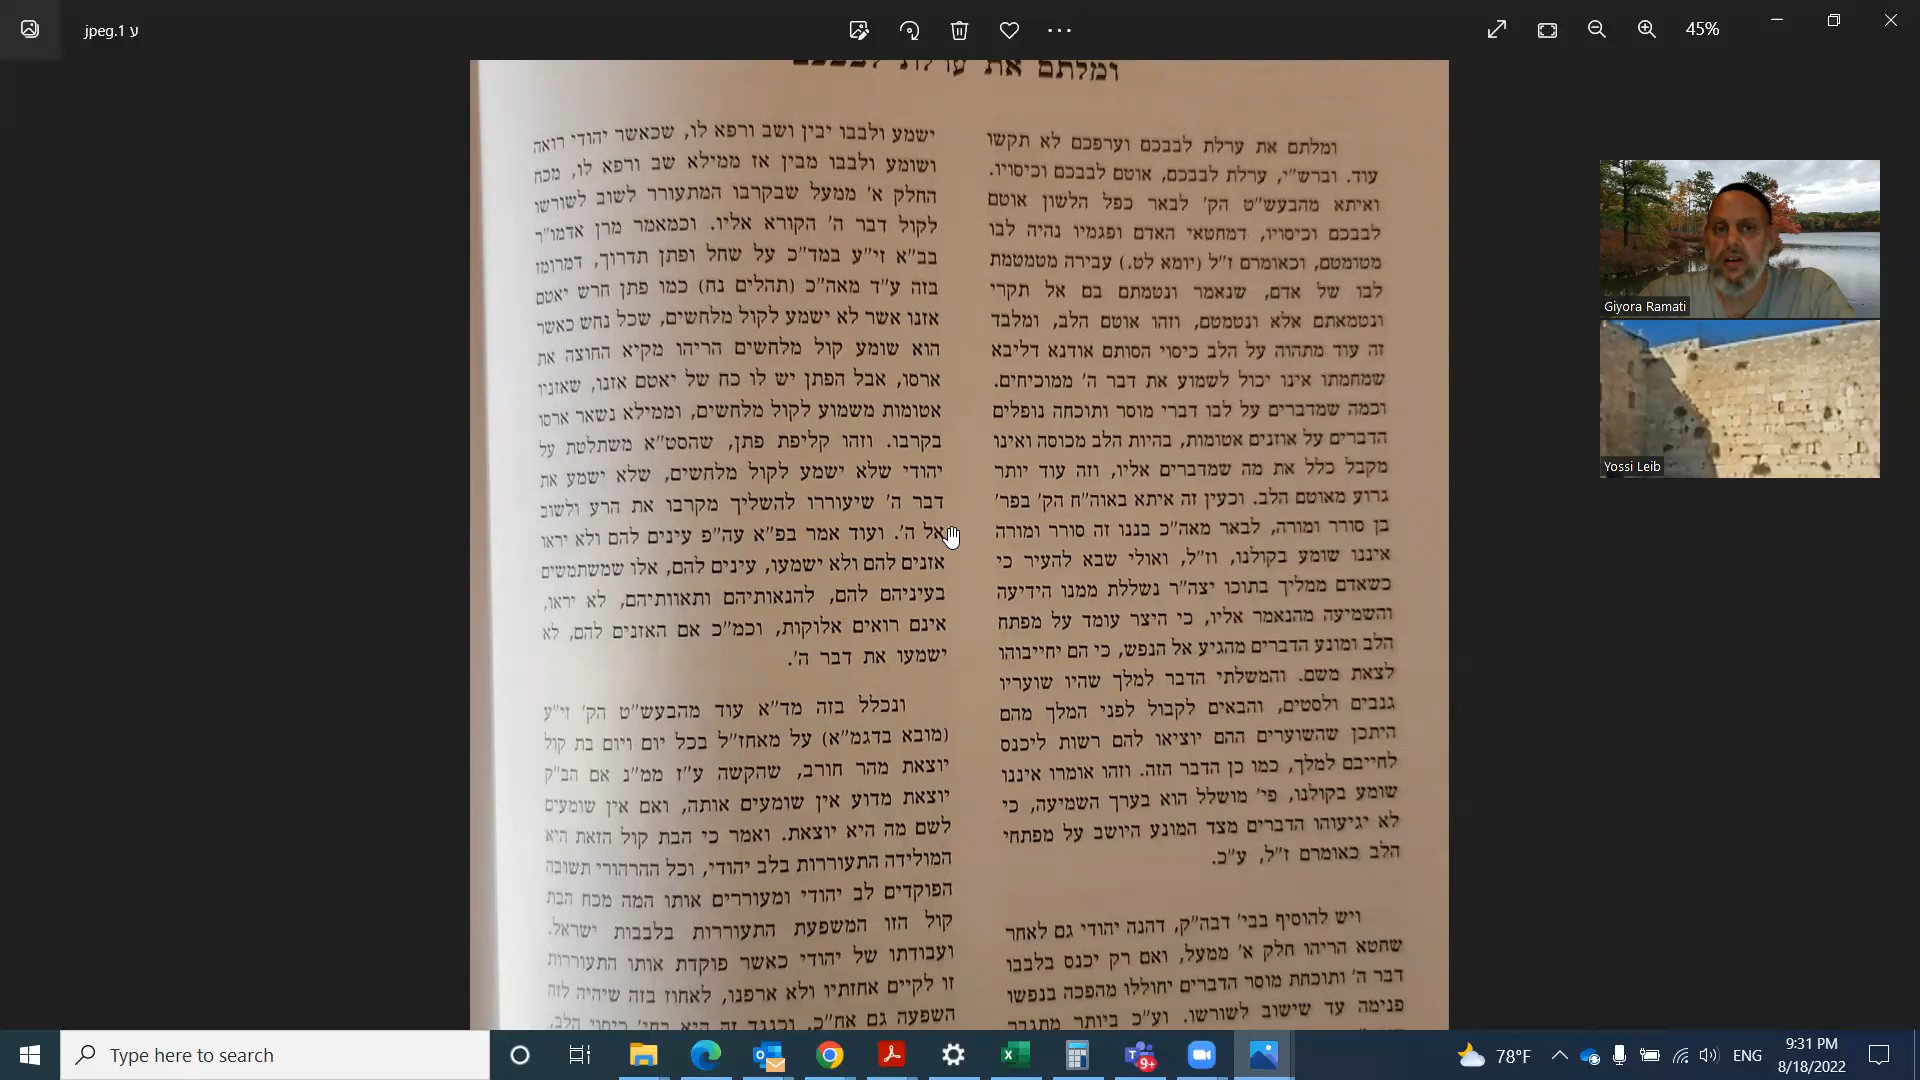 ע 1.jpeg
45%
ומלתם את ערלת לבבכם
ומלתם את ערלת לבבכם וערפכם לא תקשו
עוד. וברש"י, ערלת לבבכם, אוטם לבבכם וכיסויו.
ואיתא מהבעש"ט הק' לבאר כפל הלשון אוטם
לבבכם וכיסויו, דמחטאי האדם ופגמיו נהיה לבו
מטומטם, וכאומרם ז"ל (יומא לט.) עבירה מטמטמת
לבו של אדם, שנאמר ונטמתם בם אל תקרי
ונטמאתם אלא ונטמטם, וזהו אוטם הלב, ומלבד
זה עוד מתהוה על הלב כיסוי הסותם אודנא דליבא
שמחמתו אינו יכול לשמוע את דבר ה' ממוכיחים.
וכמה שמדברים על לבו דברי מוסר ותוכחה נופלים
הדברים על אוזנים אטומות, בהיות הלב מכוסה ואינו
מקבל כלל את מה שמדברים אליו, וזה עוד יותר
גרוע מאוטם הלב. וכעין זה איתא באוה"ח הק' בפר'
בן סורר ומורה, לבאר מאה"כ בננו זה סורר ומורה
איננו שומע בקולנו, וז"ל, ואולי שבא להעיר כי
כשאדם ממליך בתוכו יצה"ר נשללת ממנו הידיעה
והשמיעה מהנאמר אליו, כי היצר עומד על מפתח
הלב ומונע הדברים מהגיע אל הנפש, כי הם יחייבוהו
לצאת משם. והמשלתי הדבר למלך שהיו שועריו
גנבים ולסטים, והבאים לקבול לפני המלך מהם
היתכן שהשוערים ההם יוציאו להם רשות ליכנס
לחייבם למלך, כמו כן הדבר הזה. וזהו אומרו איננו
שומע בקולנו, פי' מושלל הוא בערך השמיעה, כי
לא יגיעוהו הדברים מצד המונע היושב על מפתחי
הלב כאומרם ז"ל, ע"כ.
ויש להוסיף בבי' דבה"ק, דהנה יהודי גם לאחר
שחטא הריהו חלק א' ממעל, ואם רק יכנס בלבבו
דבר ה' ותוכחת מוסר הדברים יחוללו מהפכה בנפשו
פנימה עד שישוב לשורשו. וע"כ ביותר מתגבר
ישמע ולבבו יבין ושב ורפא לו, שכאשר יהודי רואה
ושומע ולבבו מבין אז ממילא שב ורפא לו, מכח
החלק א' ממעל שבקרבו המתעורר לשוב לשורשו
לקול דבר ה' הקורא אליו. וכמאמר מרן אדמו"ר
בב"א זי"ע במד"כ על שחל ופתן תדרוך, דמרומז
בזה ע"ד מאה"כ (תהלים נח) כמו פתן חרש יאטם
אזנו אשר לא ישמע לקול מלחשים, שכל נחש כאשר
הוא שומע קול מלחשים הריהו מקיא החוצה את
ארסו, אבל הפתן יש לו כח של יאטם אזנו, שאזניו
אטומות משמוע לקול מלחשים, וממילא נשאר ארסו
בקרבו. וזהו קליפת פתן, שהסט"א משתלטת על
יהודי שלא ישמע לקול מלחשים, שלא ישמע את
דבר ה' שיעוררו להשליך מקרבו את הרע ולשוב
אל ה'. ועוד אמר בפ"א עה"פ עינים להם ולא יראו
אזנים להם ולא ישמעו, עינים להם, אלו שמשתמשים
בעיניהם להם, להנאותיהם ותאוותיהם, לא יראו,
אינם רואים אלוקות, וכמ"כ אם האזנים להם, לא
ישמעו את דבר ה'.
ונכלל בזה מד"א עוד מהבעש"ט הק' זי"ע
(מובא בדגמ"א) על מאחז"ל בכל יום ויום בת קול
יוצאת מהר חורב, שהקשה ע"ז ממ"נ אם הב"ק
יוצאת מדוע אין שומעים אותה, ואם אין שומעים
לשם מה היא יוצאת. ואמר כי הבת קול הזאת היא
המולידה התעוררות בלב יהודי, וכל ההרהורי תשובה
הפוקדים לב יהודי ומעוררים אותו המה מכח הבת
קול הזו המשפעת התעוררות בלבבות ישראל.
ועבודתו של יהודי כאשר פוקדת אותו התעוררות
זו לקיים אחזתיו ולא ארפנו, לאחוז בזה שיהיה לזה
השפעה גם אח"כ. וכנגד זה היא בחי' כיסוי הלב,
Giyora Ramati
Yossi Leib
Type here to search
9+
78°F
ENG
9:31 PM
8/18/2022